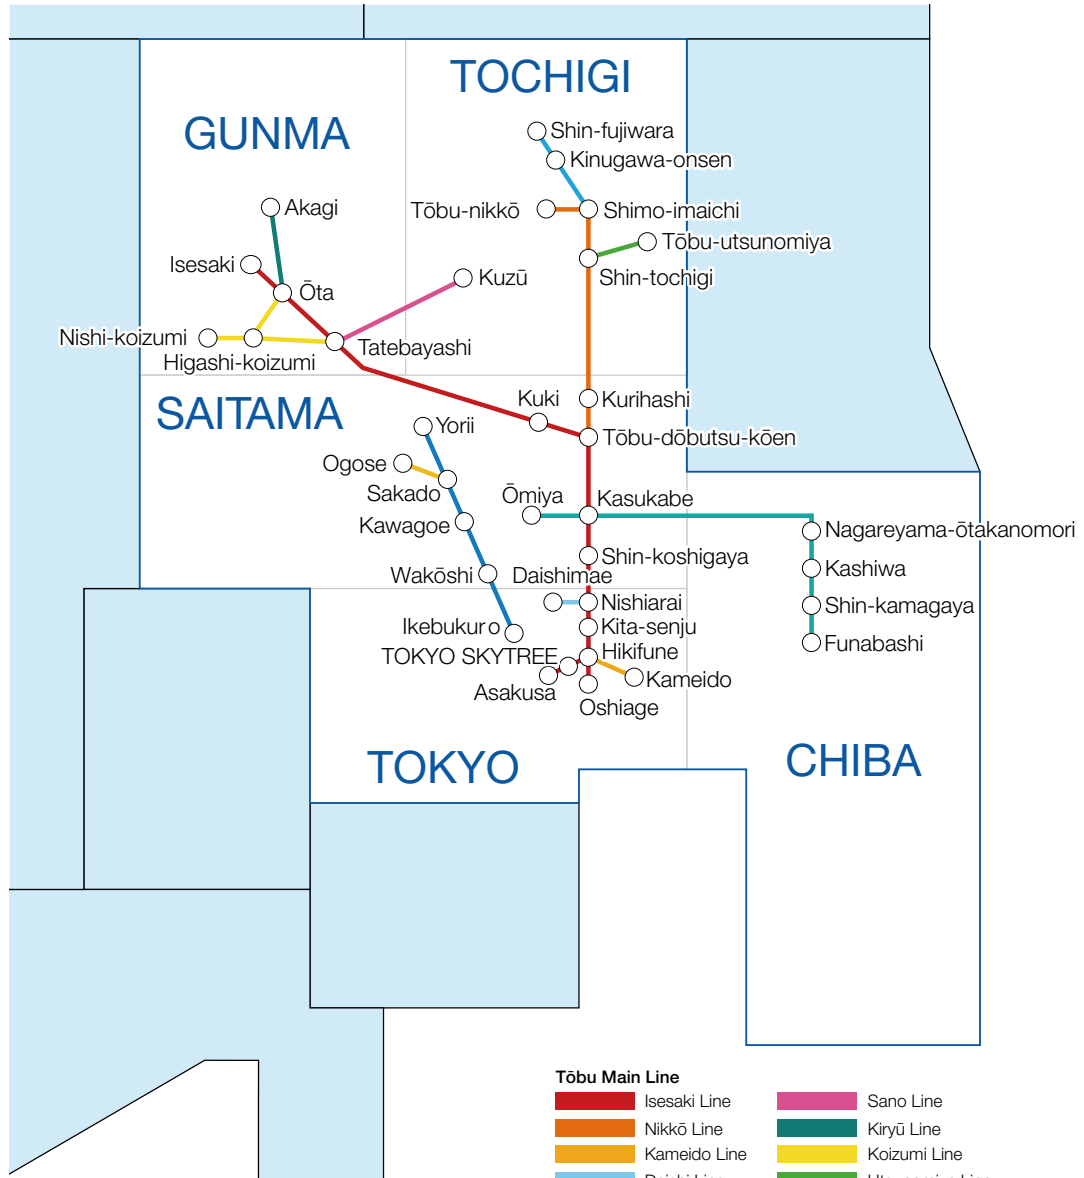 TOCHIGI
GUNMA
Shin-fujiwara
Kinugawa-onsen
Akagi
Tōbu-nikkō
Shimo-imaichi
Tōbu-utsunomiya
Isesaki
Kuzū
Shin-tochigi
Ōta
Nishi-koizumi
Tatebayashi
Higashi-koizumi
SAITAMA
Kuki
Kurihashi
Yorii
Tōbu-dōbutsu-kōen
Ogose
Sakado
Ōmiya
Kasukabe
Kawagoe
Nagareyama-ōtakanomori
Shin-koshigaya
Kashiwa
Wakōshi
Daishimae
Nishiarai
Shin-kamagaya
Ikebukuro
Kita-senju
Funabashi
TOKYO SKYTREE
Hikifune
Asakusa
Kameido
Oshiage
TOKYO
CHIBA
Tōbu Main Line
Isesaki Line
Sano Line
Nikkō Line
Kiryū Line
Kameido Line
Koizumi Line